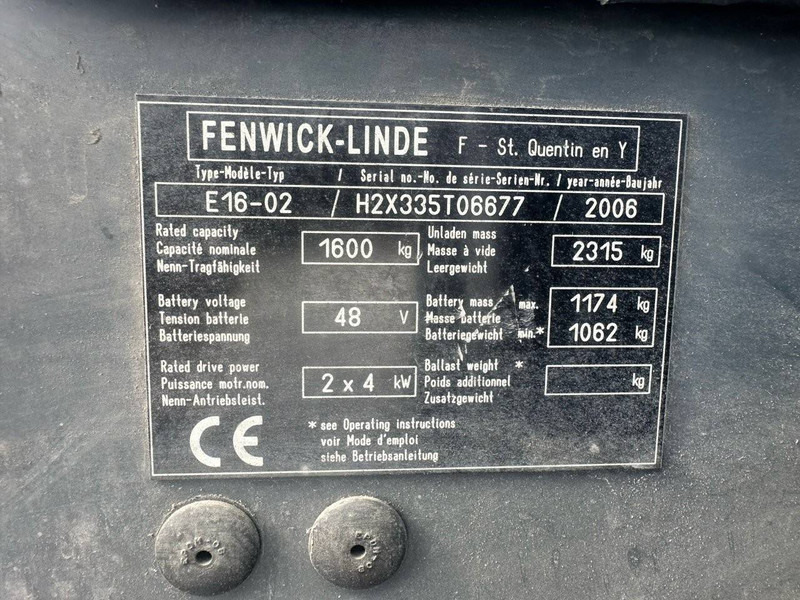 FENWICK-LINDE F - St. Quentin en Y
Type-Modèle-Typ / Serial no.-No. de série-Serien-Nr. / year-année-Baujahr
E16-02 / H2X335T06677 / 2006
Rated capacity
Capacité nominale
Nenn-Tragfähigkeit
1600 kg
Unladen mass
Masse à vide
Leergewicht
2315 kg
Battery voltage
Tension batterie
Batteriespannung
48 V
Battery mass max.
Masse batterie
Batteriegewicht min.*
1174 kg
1062 kg
Rated drive power
Puissance motr.nom.
Nenn-Antriebsleist.
2 x 4 kW
Ballast weight *
Poids additionnel
Zusatzgewicht
kg
CE
* see Operating instructions
voir Mode d'emploi
siehe Betriebsanleitung